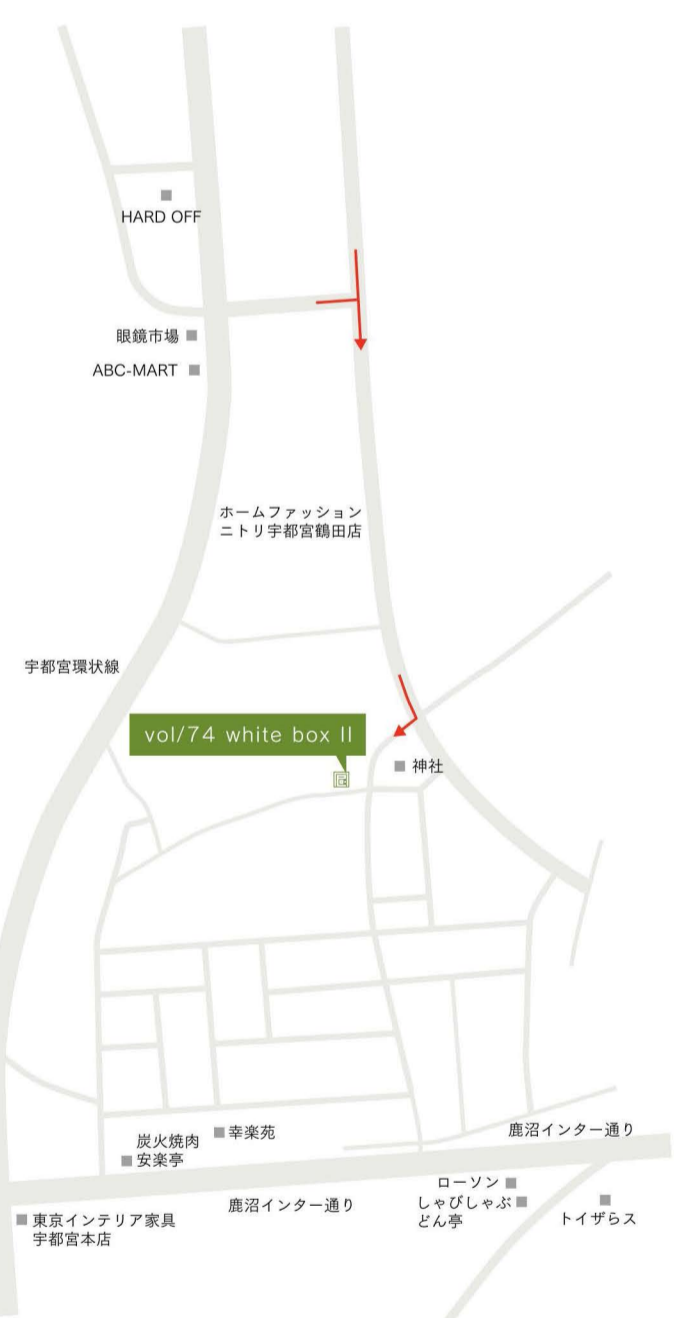 HARD OFF
眼鏡市場
ABC-MART
ホームファッション
ニトリ宇都宮鶴田店
宇都宮環状線
vol/74 white box II
神社
幸楽苑
炭火焼肉
安楽亭
鹿沼インター通り
ローソン
しゃびしゃぶ
どん亭
鹿沼インター通り
トイザらス
東京インテリア家具
宇都宮本店